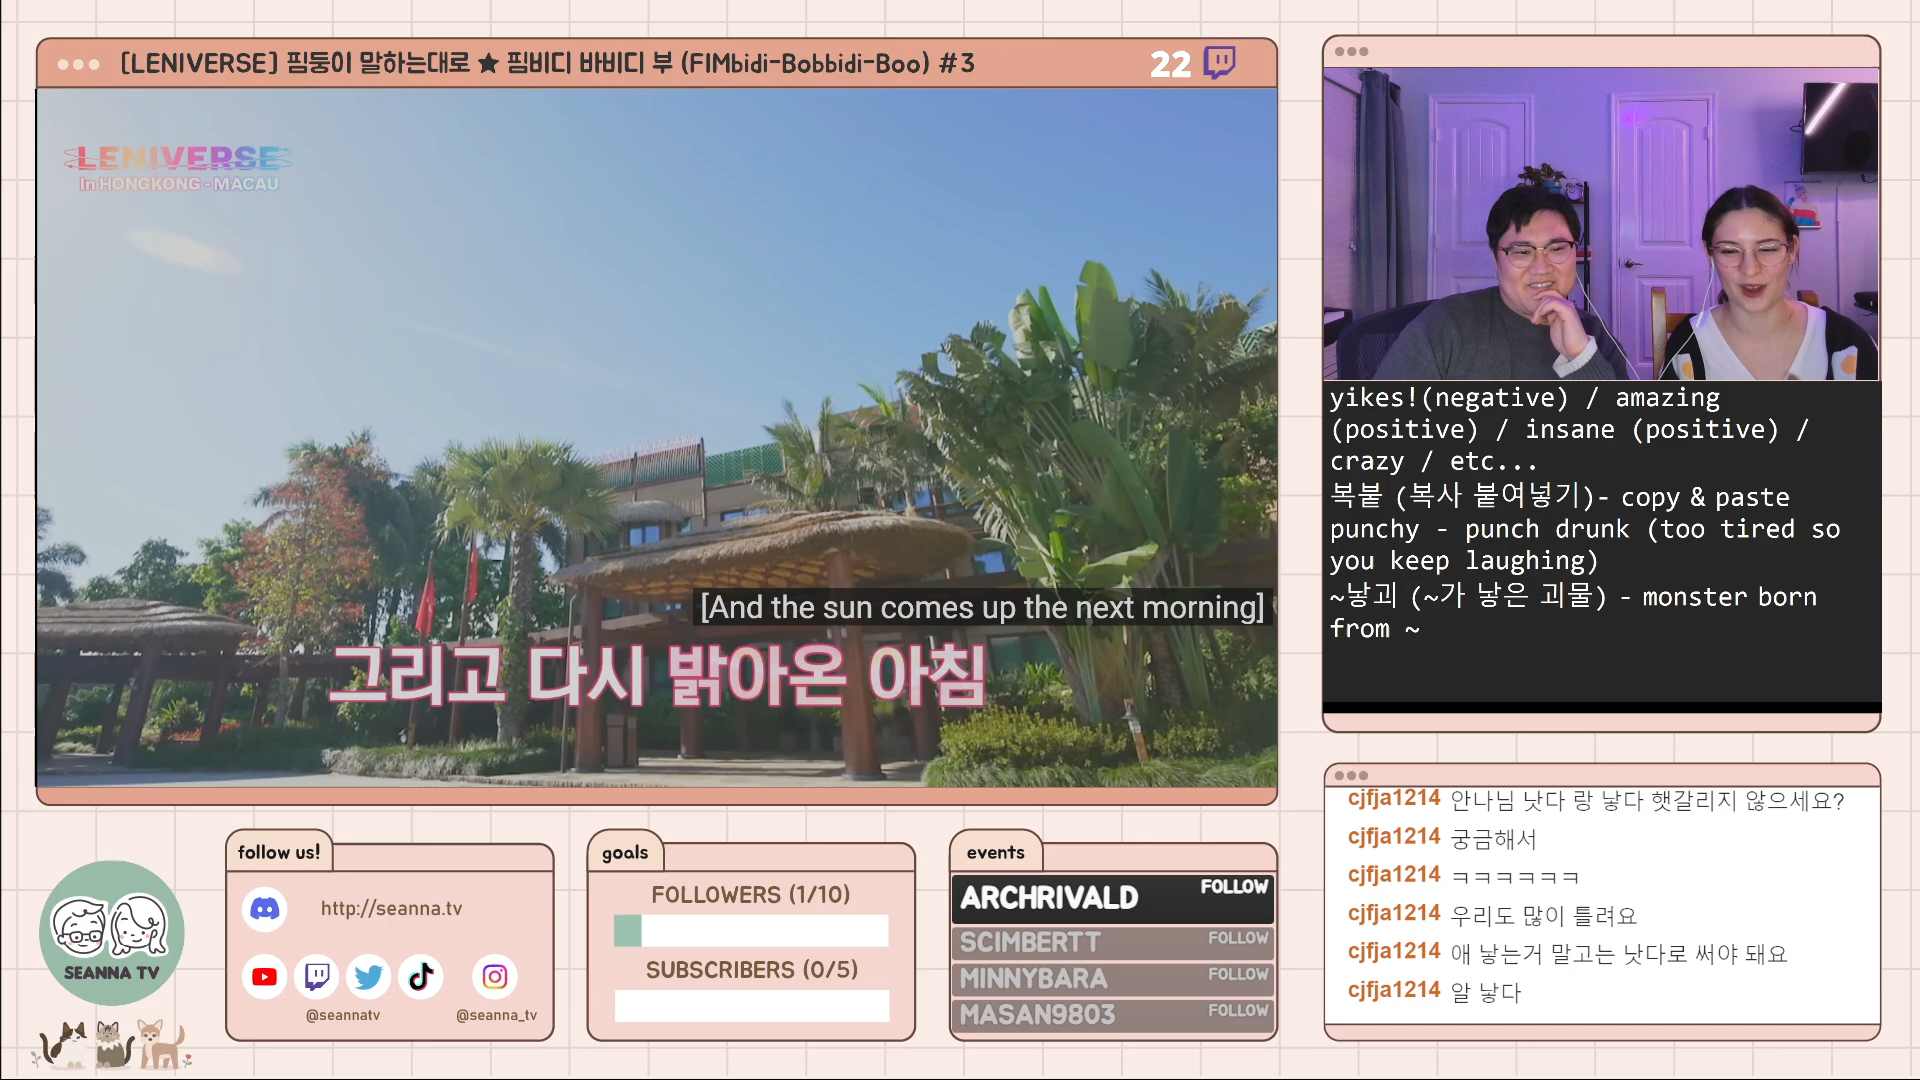 [LENIVERSE] 핌둥이 말하는대로 ★ 핌비디 바비디 부 (FIMbidi-Bobbidi-Boo) #3
22
LENIVERSE
In HONGKONG - MACAU
[And the sun comes up the next morning]
그리고 다시 밝아온 아침
yikes!(negative) / amazing
(positive) / insane (positive) /
crazy / etc...
복붙 (복사 붙여넣기)- copy & paste
punchy - punch drunk (too tired so
you keep laughing)
~낳괴 (~가 낳은 괴물) - monster born
from ~
cjfja1214 안나님 낫다 랑 낳다 햇갈리지 않으세요?
cjfja1214 궁금해서
cjfja1214 ㅋㅋㅋㅋㅋㅋ
cjfja1214 우리도 많이 틀려요
cjfja1214 애 낳는거 말고는 낫다로 써야 돼요
cjfja1214 알 낳다
SEANNA TV
follow us!
http://seanna.tv
@seannatv
@seanna_tv
goals
FOLLOWERS (1/10)
SUBSCRIBERS (0/5)
events
ARCHRIVALD FOLLOW
SCIMBERTT FOLLOW
MINNYBARA FOLLOW
MASAN9803 FOLLOW